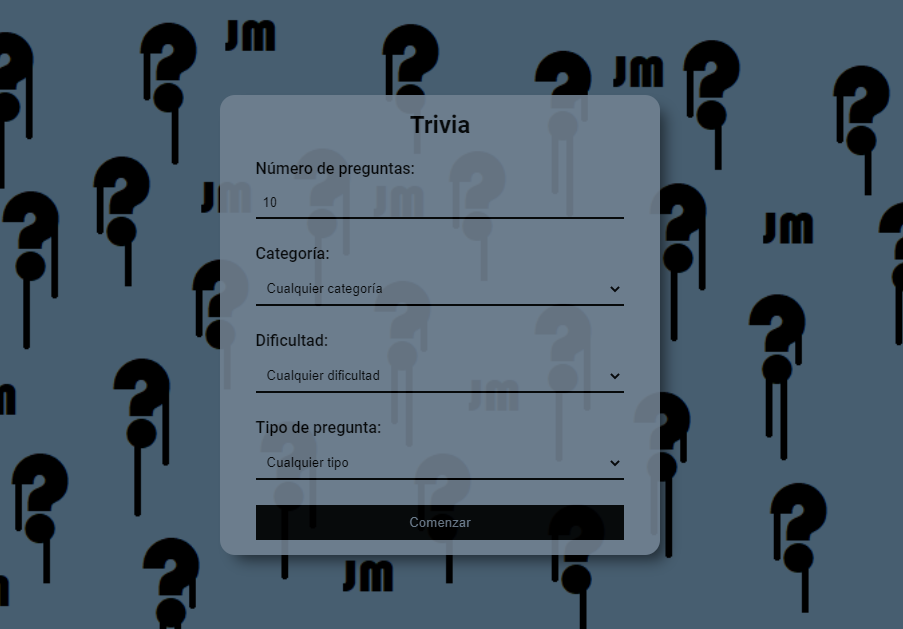 JM
JM
Trivia
Número de preguntas:
JM
JM
10
JM
Categoría:
Cualquier categoría
Dificultad:
Cualquier dificultad
JM
Tipo de pregunta:
Cualquier tipo
Comenzar
JM